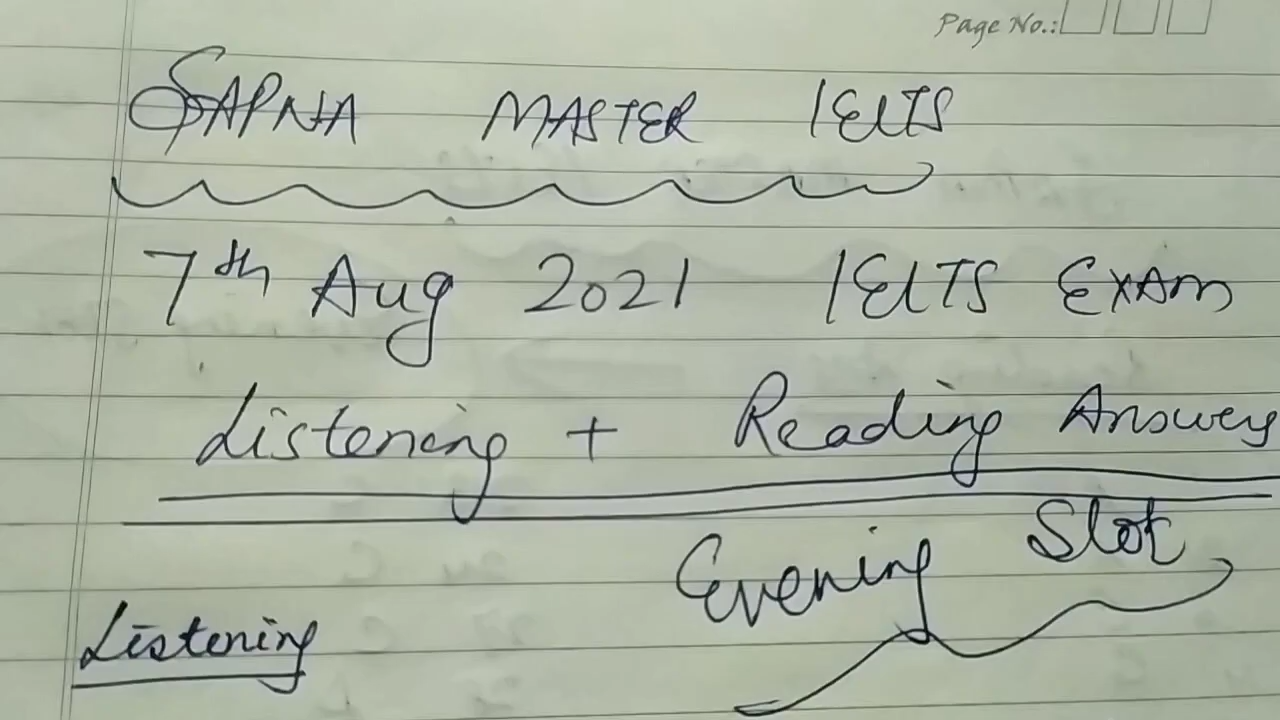 Page No.:
SAPNA MASTER IELTS
7th Aug 2021 IELTS EXAM
Listening + Reading Answers
Evening Slot
Listening